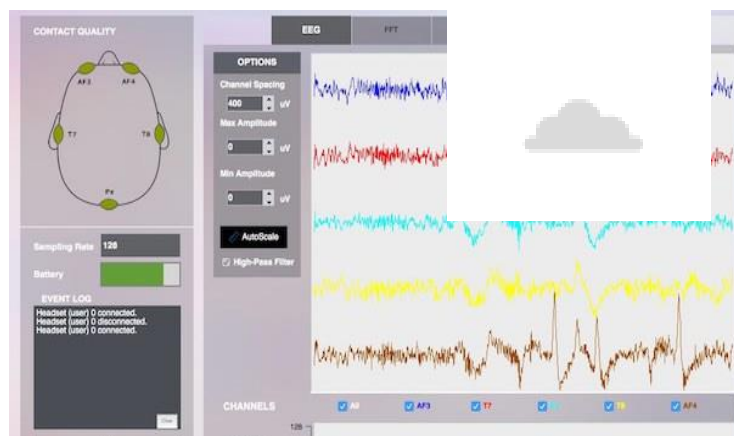 CONTACT QUALITY
AF3 AF4
T7 T8
Pz
Sampling Rate 128
Battery
EVENT LOG
Headset (user) 0 connected.
Headset (user) 0 disconnected.
Headset (user) 0 connected.
Clear
EEG FFT
OPTIONS
Channel Spacing
400 uV
Max Amplitude
0 uV
Min Amplitude
0 uV
AutoScale
High-Pass Filter
CHANNELS All AF3 T7 T8 AF4
128